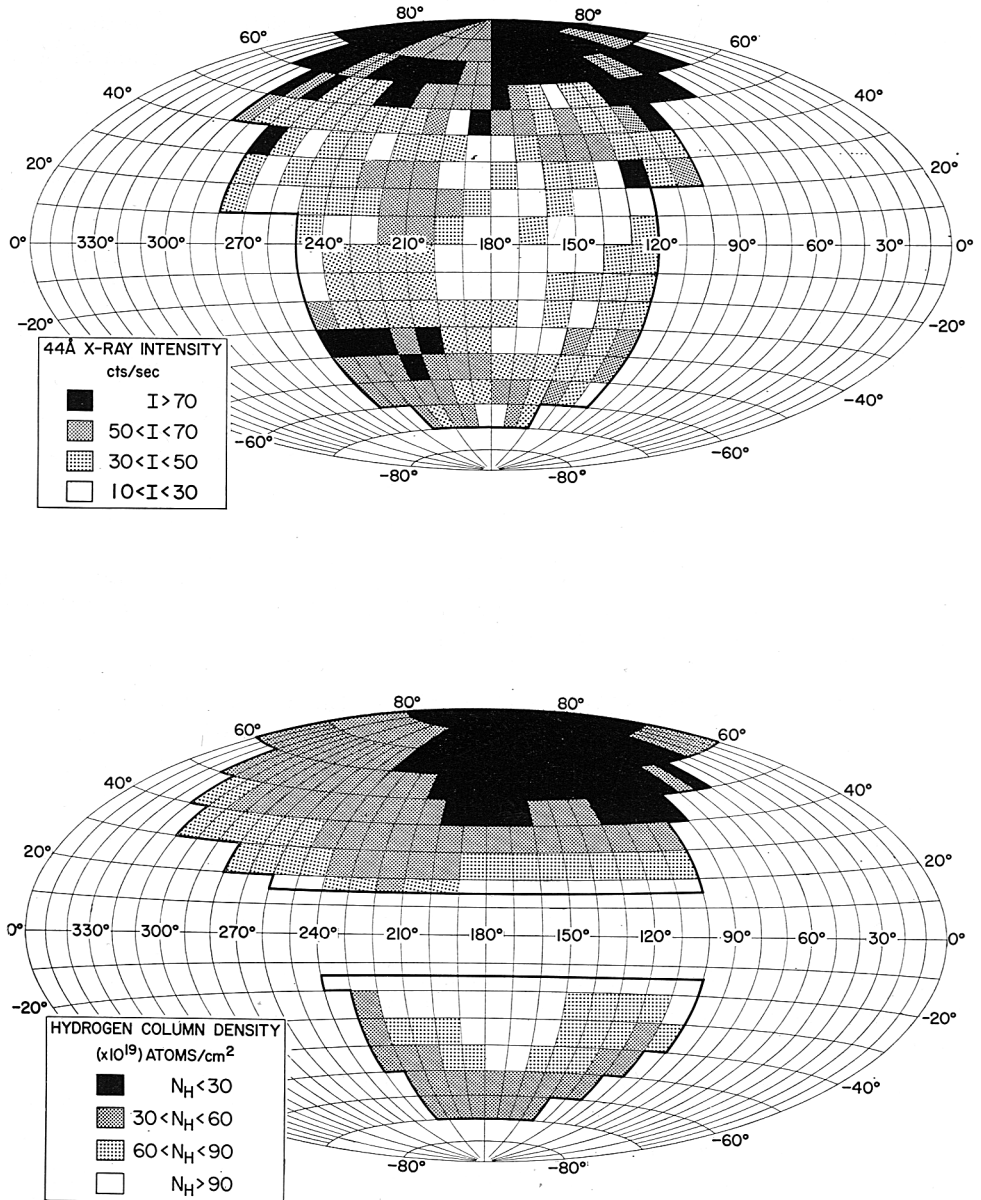 80° 80°
60° 60°
40° 40°
20° 20°
0° 330° 300° 270° 240° 210° 180° 150° 120° 90° 60° 30° 0°
-20° -20°
-40°
-60° -60°
-80° -80°
44Å X-RAY INTENSITY
cts/sec
I>70
50<I<70
30<I<50
10<I<30
80° 80°
60° 60°
40° 40°
20° 20°
0° 330° 300° 270° 240° 210° 180° 150° 120° 90° 60° 30° 0°
-20° -20°
-40°
-60°
-80° -80°
HYDROGEN COLUMN DENSITY
(x10¹⁹) ATOMS/cm²
N_H<30
30<N_H<60
60<N_H<90
N_H>90